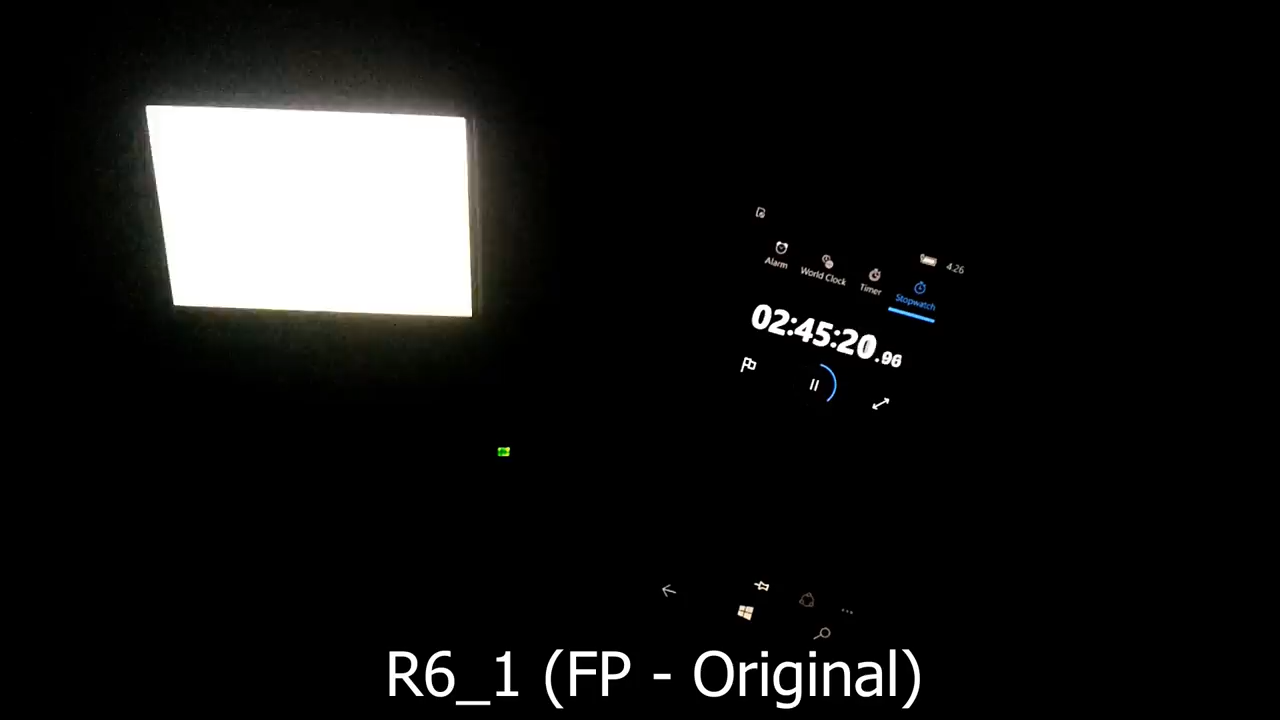 4:26
Alarm
World Clock
Timer
Stopwatch
02:45:20.96
R6_1 (FP - Original)